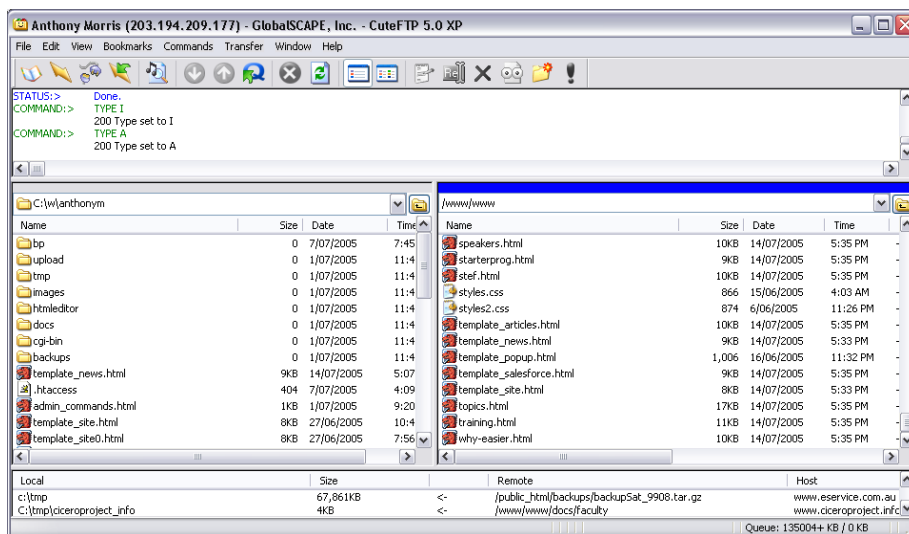 Anthony Morris (203.194.209.177) - GlobalSCAPE, Inc. - CuteFTP 5.0 XP
File Edit View Bookmarks Commands Transfer Window Help
STATUS:> Done.
COMMAND:> TYPE I
200 Type set to I
COMMAND:> TYPE A
200 Type set to A
C:\w\anthonym
Name Size Date Time
bp 0 7/07/2005 7:45
upload 0 1/07/2005 11:4
tmp 0 1/07/2005 11:4
images 0 1/07/2005 11:4
htmleditor 0 1/07/2005 11:4
docs 0 1/07/2005 11:4
cgi-bin 0 1/07/2005 11:4
backups 0 1/07/2005 11:4
template_news.html 9KB 14/07/2005 5:07
.htaccess 404 7/07/2005 4:09
admin_commands.html 1KB 1/07/2005 9:20
template_site.html 8KB 27/06/2005 10:4
template_site0.html 8KB 27/06/2005 7:56
/www/www
Name Size Date Time
speakers.html 10KB 14/07/2005 5:35 PM
starterprog.html 9KB 14/07/2005 5:35 PM
stef.html 10KB 14/07/2005 5:35 PM
styles.css 866 15/06/2005 4:03 AM
styles2.css 874 6/06/2005 11:26 PM
template_articles.html 10KB 14/07/2005 5:35 PM
template_news.html 9KB 14/07/2005 5:33 PM
template_popup.html 1,006 16/06/2005 11:32 PM
template_salesforce.html 9KB 14/07/2005 5:35 PM
template_site.html 8KB 14/07/2005 5:33 PM
topics.html 17KB 14/07/2005 5:35 PM
training.html 11KB 14/07/2005 5:35 PM
why-easier.html 10KB 14/07/2005 5:35 PM
Local Size Remote Host
c:\tmp 67,861KB <- /public_html/backups/backupSat_9908.tar.gz www.eservice.com.au
C:\tmp\ciceroproject_info 4KB <- /www/www/docs/faculty www.ciceroproject.info
Queue: 135004+ KB / 0 KB